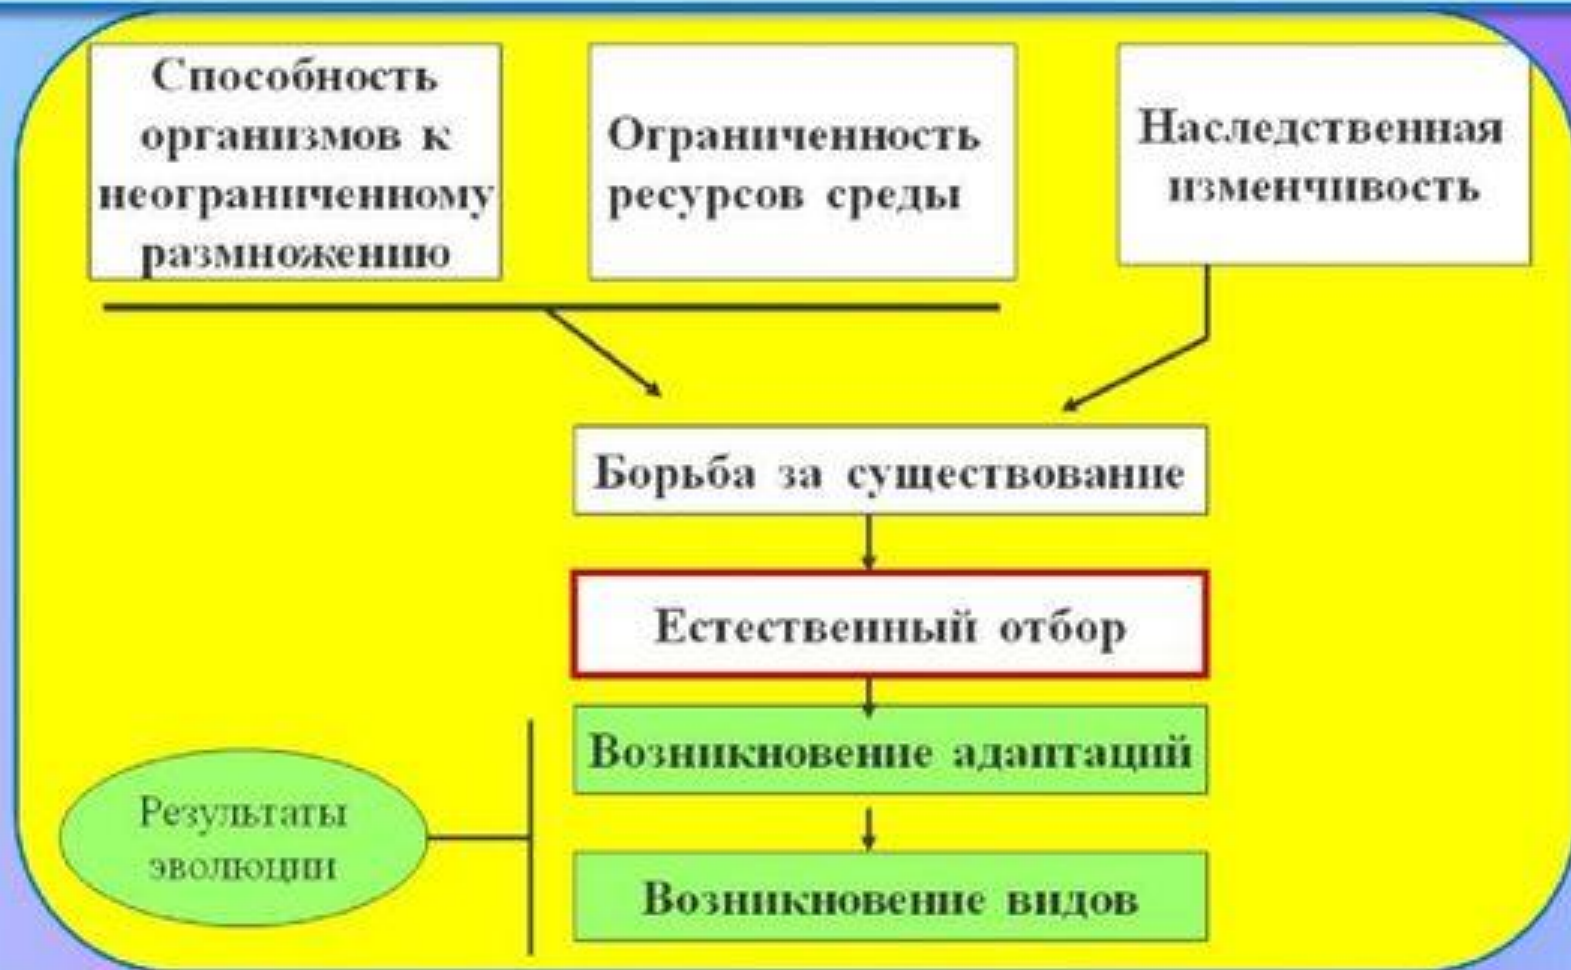 Способность
организмов к
неограниченному
размножению
Ограниченность
ресурсов среды
Наследственная
изменчивость
Борьба за существование
Естественный отбор
Возникновение адаптаций
Результаты
эволюции
Возникновение видов